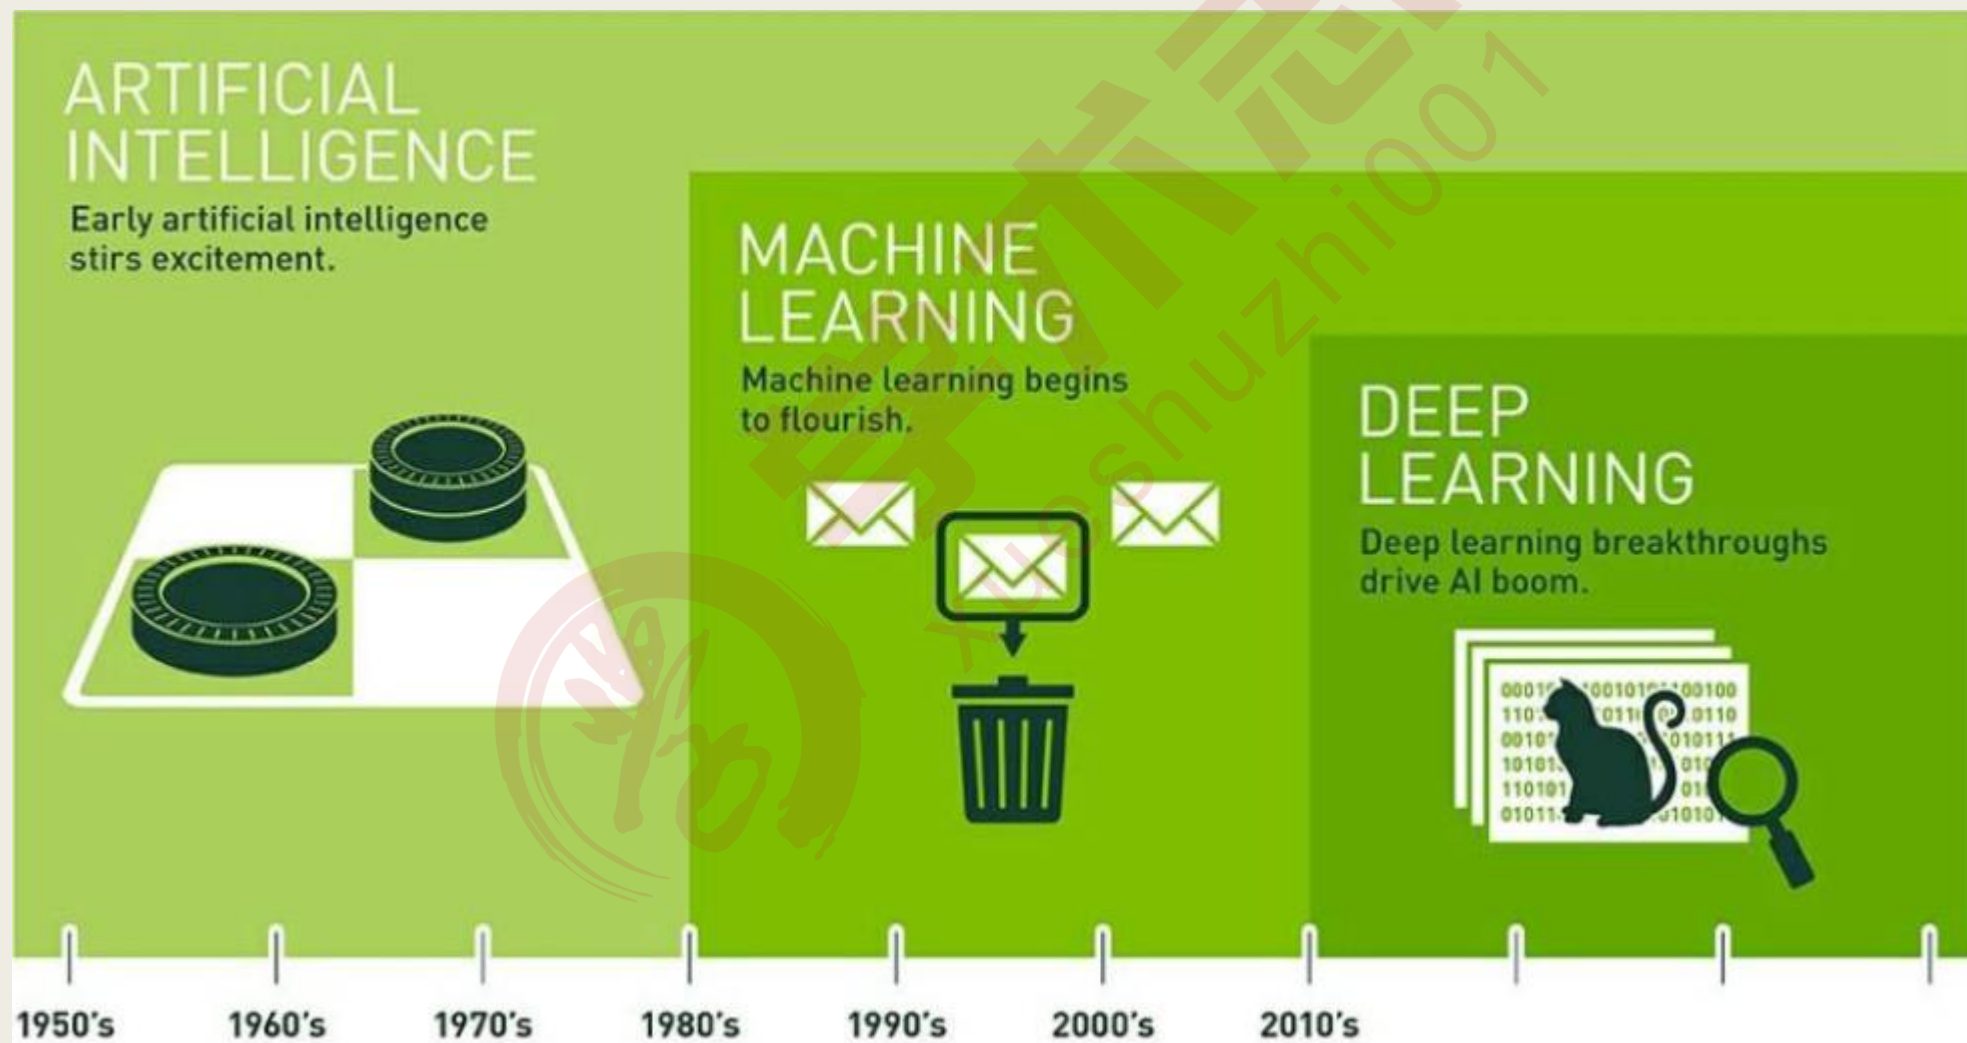 ARTIFICIAL
INTELLIGENCE
Early artificial intelligence
stirs excitement.
MACHINE
LEARNING
Machine learning begins
to flourish.
DEEP
LEARNING
Deep learning breakthroughs
drive AI boom.
1950's
1960's
1970's
1980's
1990's
2000's
2010's